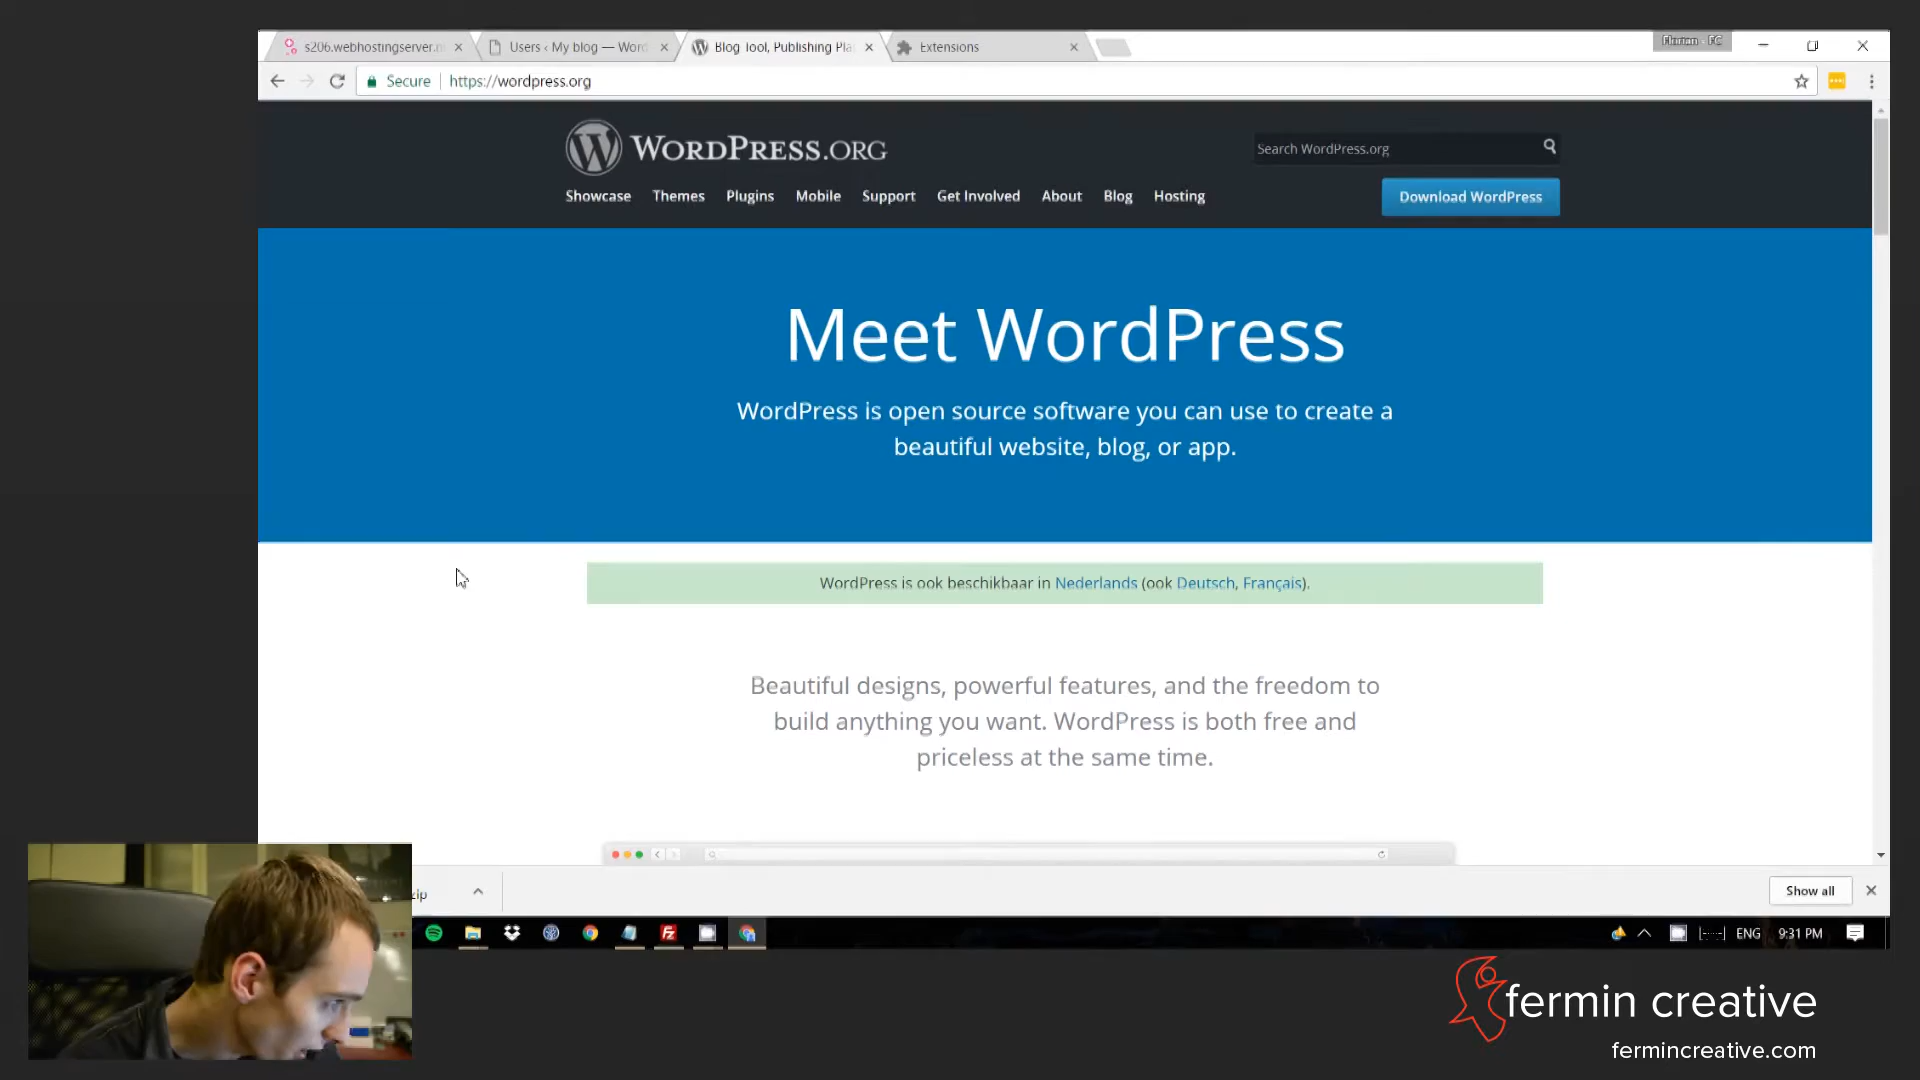 s206.webhostingserver.n
Users ‹ My blog — Word
Blog Tool, Publishing Pla
Extensions
Florian - FC
Secure
https://wordpress.org
WORDPRESS.ORG
Search WordPress.org
Showcase Themes Plugins Mobile Support Get Involved About Blog Hosting
Download WordPress
Meet WordPress
WordPress is open source software you can use to create a
beautiful website, blog, or app.
WordPress is ook beschikbaar in Nederlands (ook Deutsch, Français).
Beautiful designs, powerful features, and the freedom to
build anything you want. WordPress is both free and
priceless at the same time.
zip
Show all
ENG 9:31 PM
fermin creative
fermincreative.com